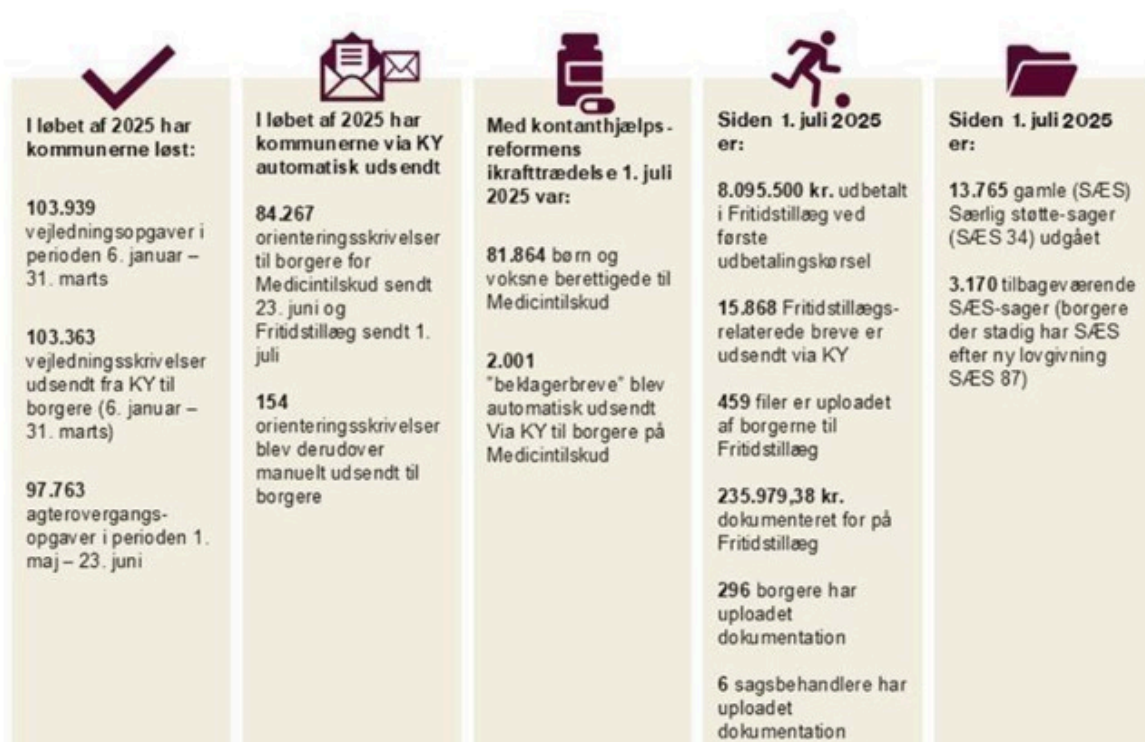 I løbet af 2025 har
kommunerne løst:
103.939
vejledningsopgaver i
perioden 6. januar –
31. marts
103.363
vejledningsskrivelser
udsendt fra KY til
borgere (6. januar –
31. marts)
97.763
agterovergangs-
opgaver i perioden 1.
maj – 23. juni
I løbet af 2025 har
kommunerne via KY
automatisk udsendt
84.267
orienteringsskrivelser
til borgere for
Medicintilskud sendt
23. juni og
Fritidstillæg sendt 1.
juli
154
orienteringsskrivelser
blev derudover
manuelt udsendt til
borgere
Med kontanthjælps-
reformens
ikrafttrædelse 1. juli
2025 var:
81.864 børn og
voksne berettigede til
Medicintilskud
2.001
"beklagerbreve" blev
automatisk udsendt
Via KY til borgere på
Medicintilskud
Siden 1. juli 2025
er:
8.095.500 kr. udbetalt
i Fritidstillæg ved
første
udbetalingskørsel
15.868 Fritidstillægs-
relaterede breve er
udsendt via KY
459 filer er uploadet
af borgerne til
Fritidstillæg
235.979,38 kr.
dokumenteret for på
Fritidstillæg
296 borgere har
uploadet
dokumentation
6 sagsbehandlere har
uploadet
dokumentation
Siden 1. juli 2025
er:
13.765 gamle (SÆS)
Særlig støtte-sager
(SÆS 34) udgået
3.170 tilbageværende
SÆS-sager (borgere
der stadig har SÆS
efter ny lovgivning
SÆS 87)